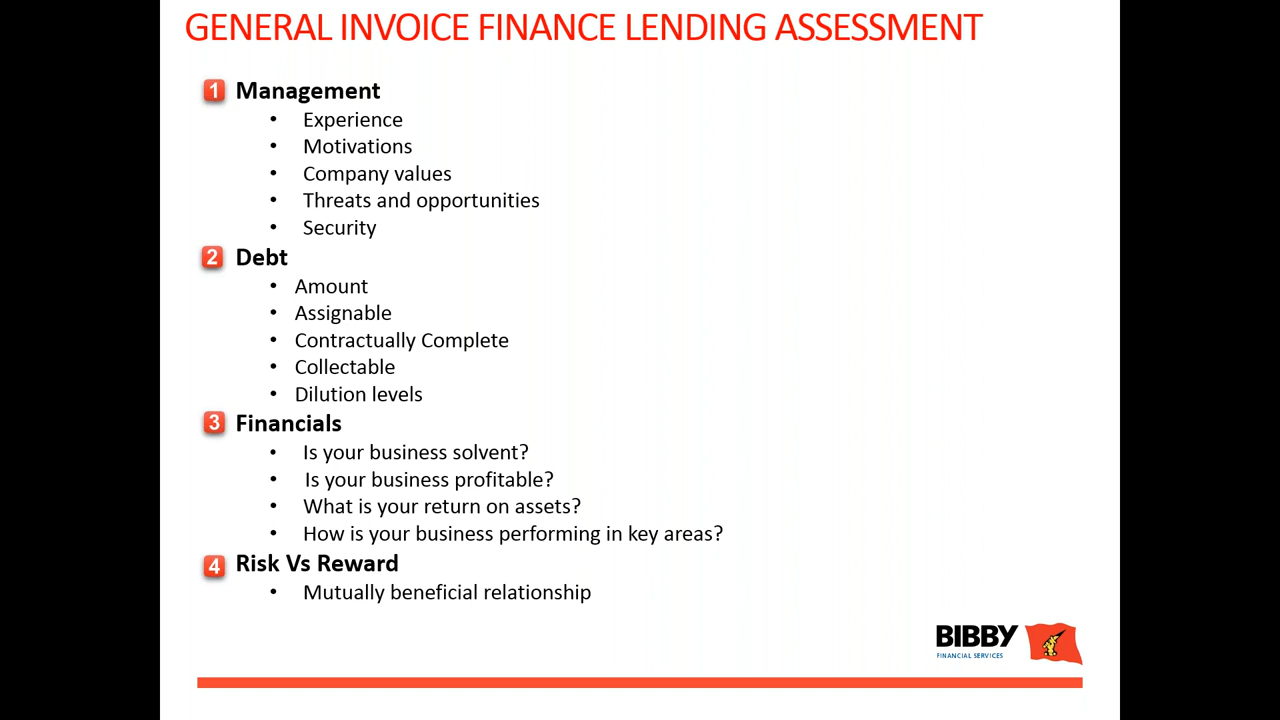 GENERAL INVOICE FINANCE LENDING ASSESSMENT
1 Management
• Experience
• Motivations
• Company values
• Threats and opportunities
• Security
2 Debt
• Amount
• Assignable
• Contractually Complete
• Collectable
• Dilution levels
3 Financials
• Is your business solvent?
• Is your business profitable?
• What is your return on assets?
• How is your business performing in key areas?
4 Risk Vs Reward
• Mutually beneficial relationship
BIBBY
FINANCIAL SERVICES